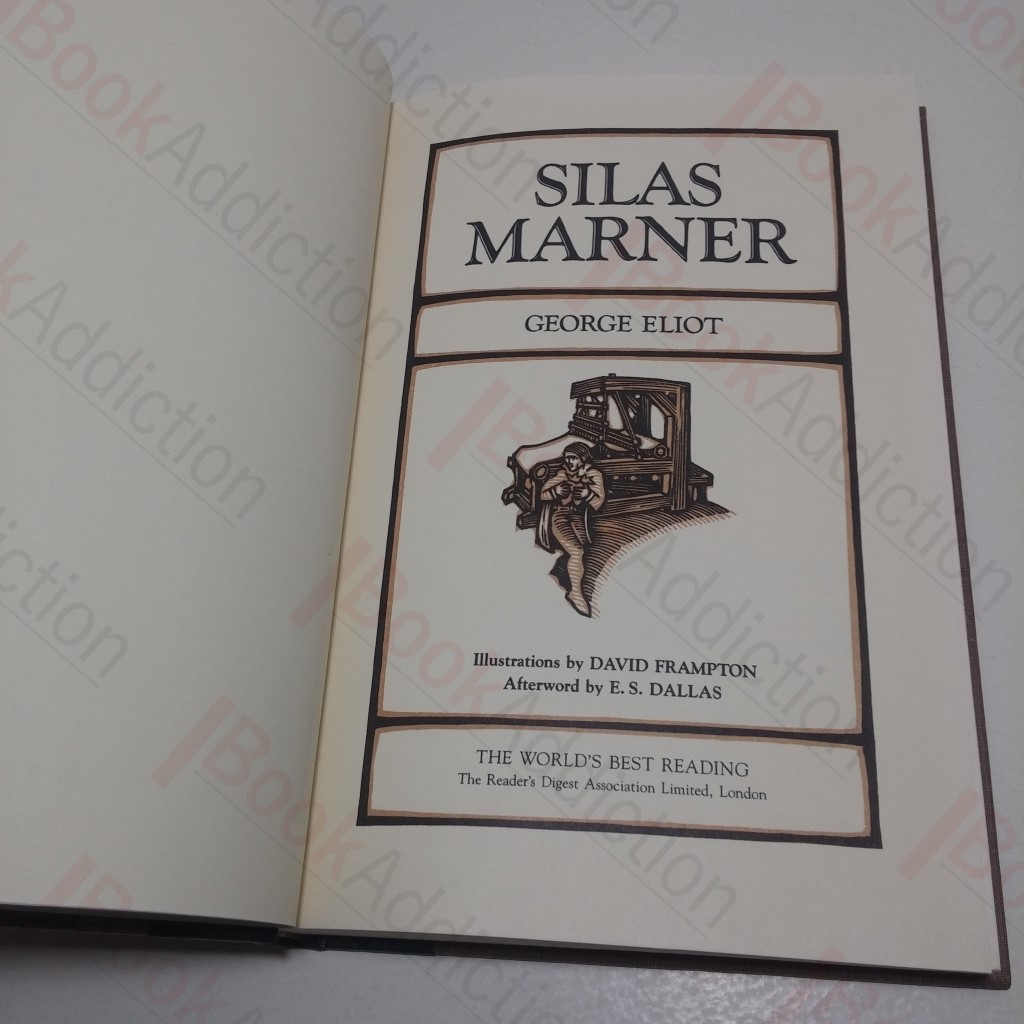 SILAS
MARNER
GEORGE ELIOT
Illustrations by DAVID FRAMPTON
Afterword by E. S. DALLAS
THE WORLD'S BEST READING
The Reader's Digest Association Limited, London
BookAddiction